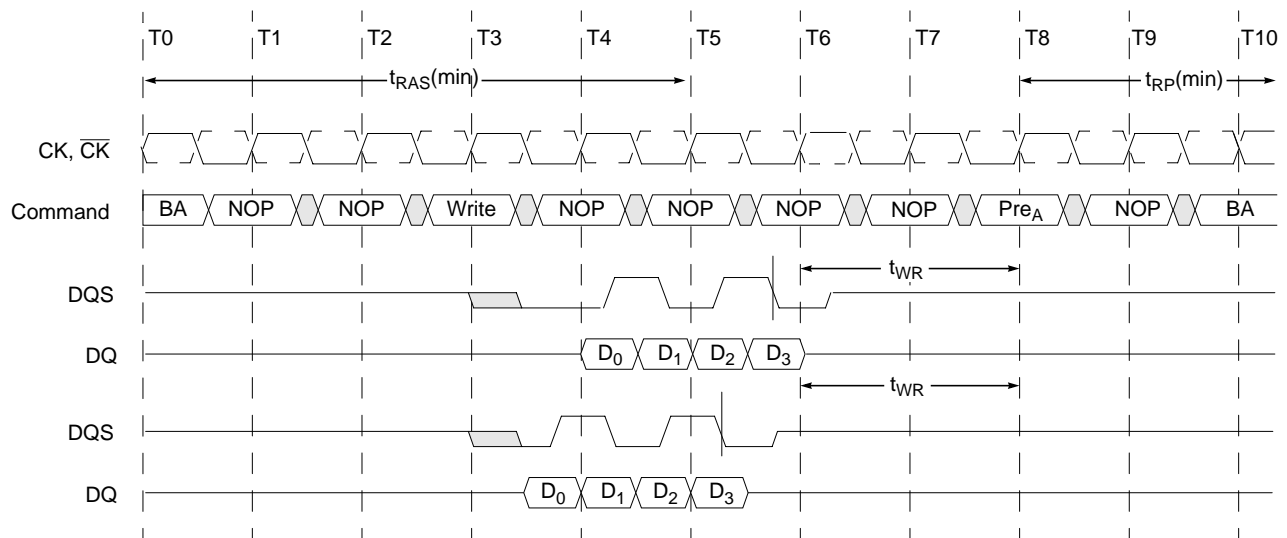 T0 T1 T2 T3 T4 T5 T6 T7 T8 T9 T10
tRAS(min) tRP(min)
CK, CK
Command BA NOP NOP Write NOP NOP NOP NOP PreA NOP BA
tWR
DQS
DQ D0 D1 D2 D3
tWR
DQS
DQ D0 D1 D2 D3